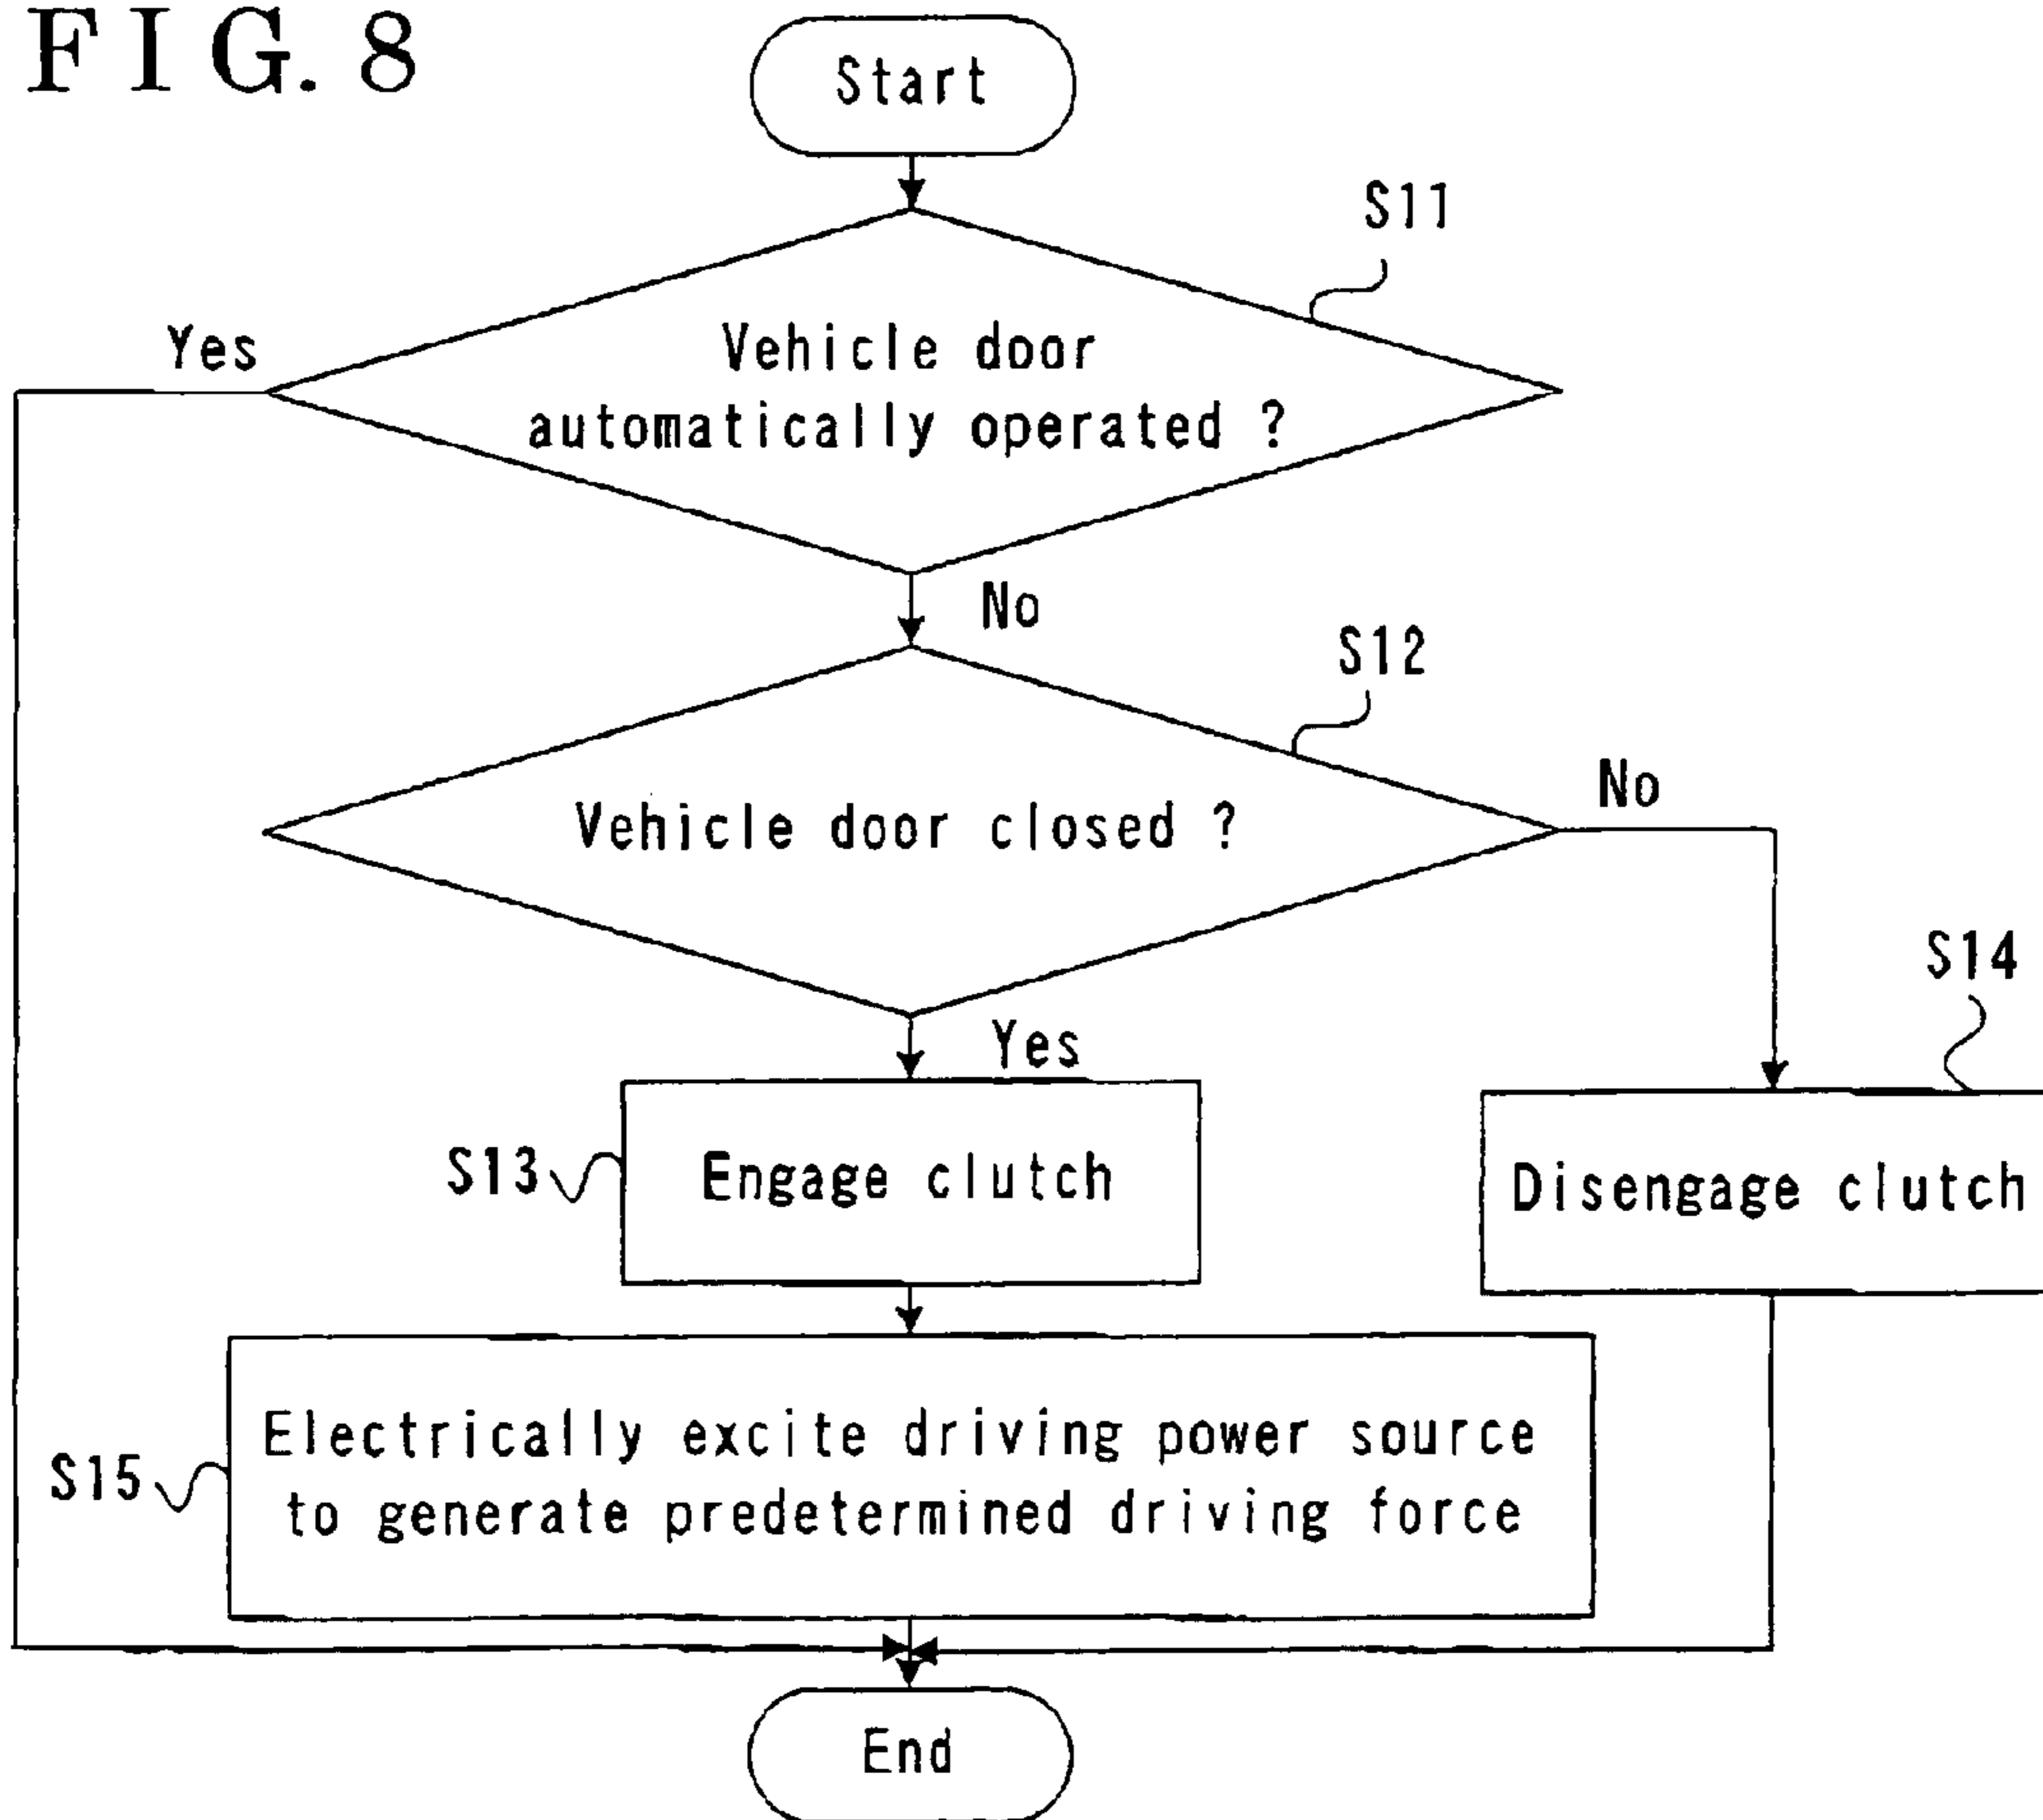 FIG. 8
Start
S11
Yes
Vehicle door
automatically operated ?
No
S12
No
Vehicle door closed ?
S14
Yes
S13
Engage clutch
Disengage clutch
S15
Electrically excite driving power source
to generate predetermined driving force
End